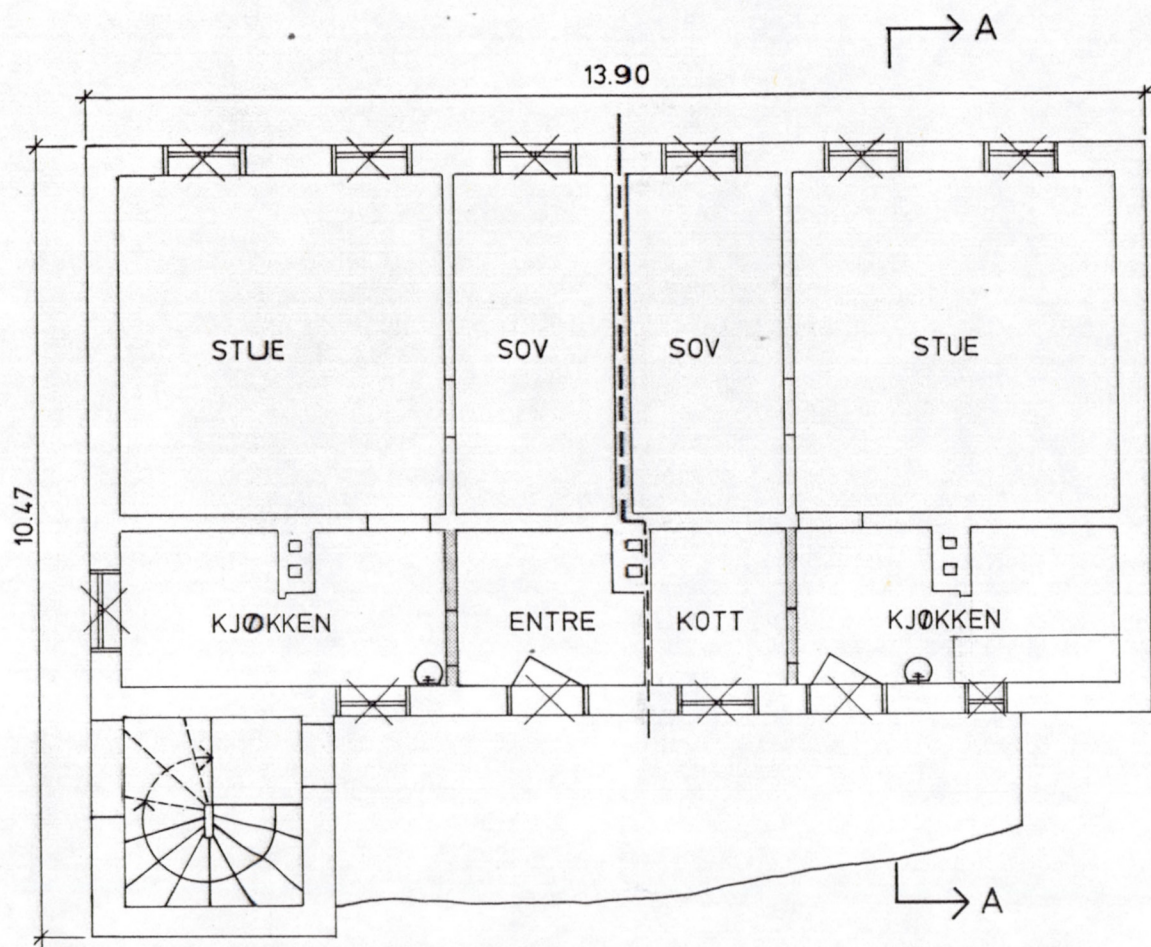 A
13.90
10.47
STUE
SOV
SOV
STUE
KJØKKEN
ENTRE
KOTT
KJØKKEN
A